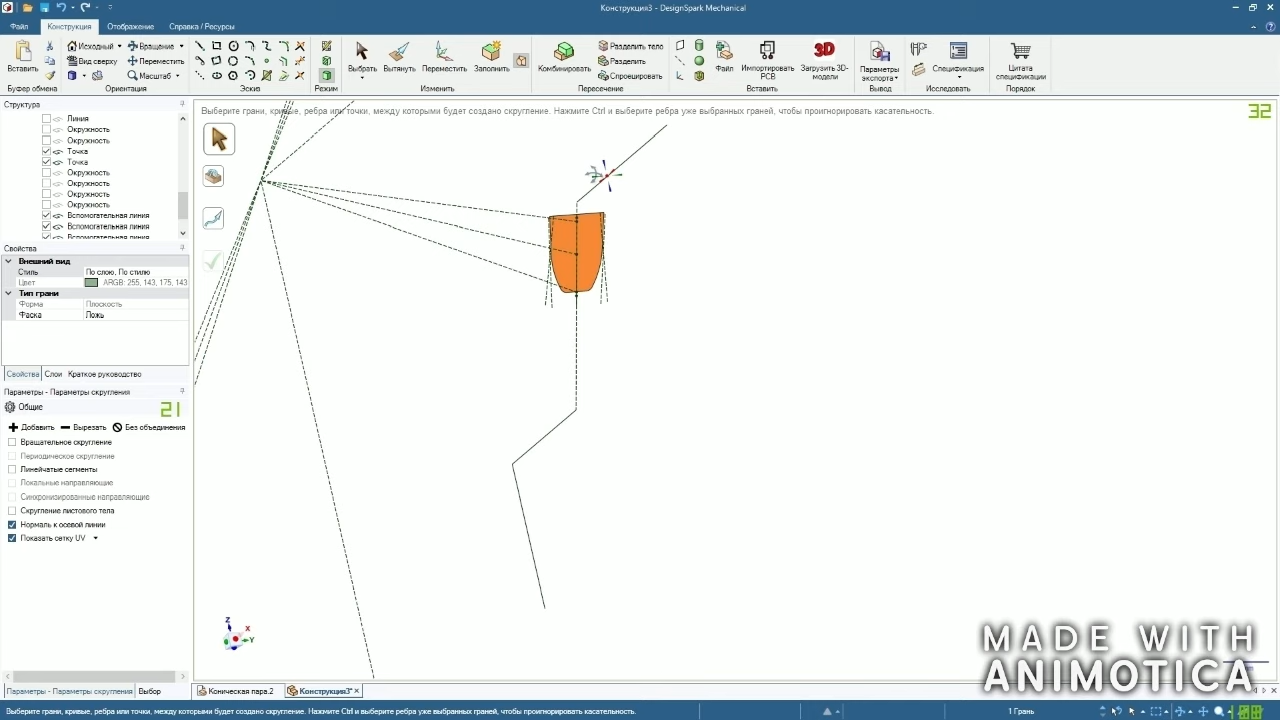 Конструкция3 - DesignSpark Mechanical
Файл Конструкция Отображение Справка / Ресурсы
Вставить
Исходный Вращение
Вид сверху Переместить
Масштаб
Выбрать Вытянуть Переместить Заполнить
Комбинировать
Разделить тело
Разделить
Спроецировать
Файл Импортировать PCB Загрузить 3D-модели
3D
Параметры экспорта
Спецификация
Цитата спецификации
Буфер обмена Ориентация Эскиз Режим Изменить Пересечение Вставить Вывод Исследовать Порядок
Структура
Линия
Окружность
Окружность
Точка
Точка
Окружность
Окружность
Окружность
Окружность
Вспомогательная линия
Вспомогательная линия
Вспомогательная линия
Выберите грани, кривые, ребра или точки, между которыми будет создано скругление. Нажмите Ctrl и выберите ребра уже выбранных граней, чтобы проигнорировать касательность.
32
Свойства
Внешний вид
Стиль По слою, По стилю
Цвет ARGB: 255, 143, 175, 143
Тип грани
Форма Плоскость
Фаска Ложь
Свойства Слои Краткое руководство
Параметры - Параметры скругления
Общие
21
Добавить Вырезать Без объединения
Вращательное скругление
Периодическое скругление
Линейчатые сегменты
Локальные направляющие
Синхронизированные направляющие
Скругление листового тела
Нормаль к осевой линии
Показать сетку UV
Z
X
Y
MADE WITH
ANIMOTICA
Параметры - Параметры скругления Выбор
Коническая пара.2 Конструкция3*
Выберите грани, кривые, ребра или точки, между которыми будет создано скругление. Нажмите Ctrl и выберите ребра уже выбранных граней, чтобы проигнорировать касательность.
1 Грань